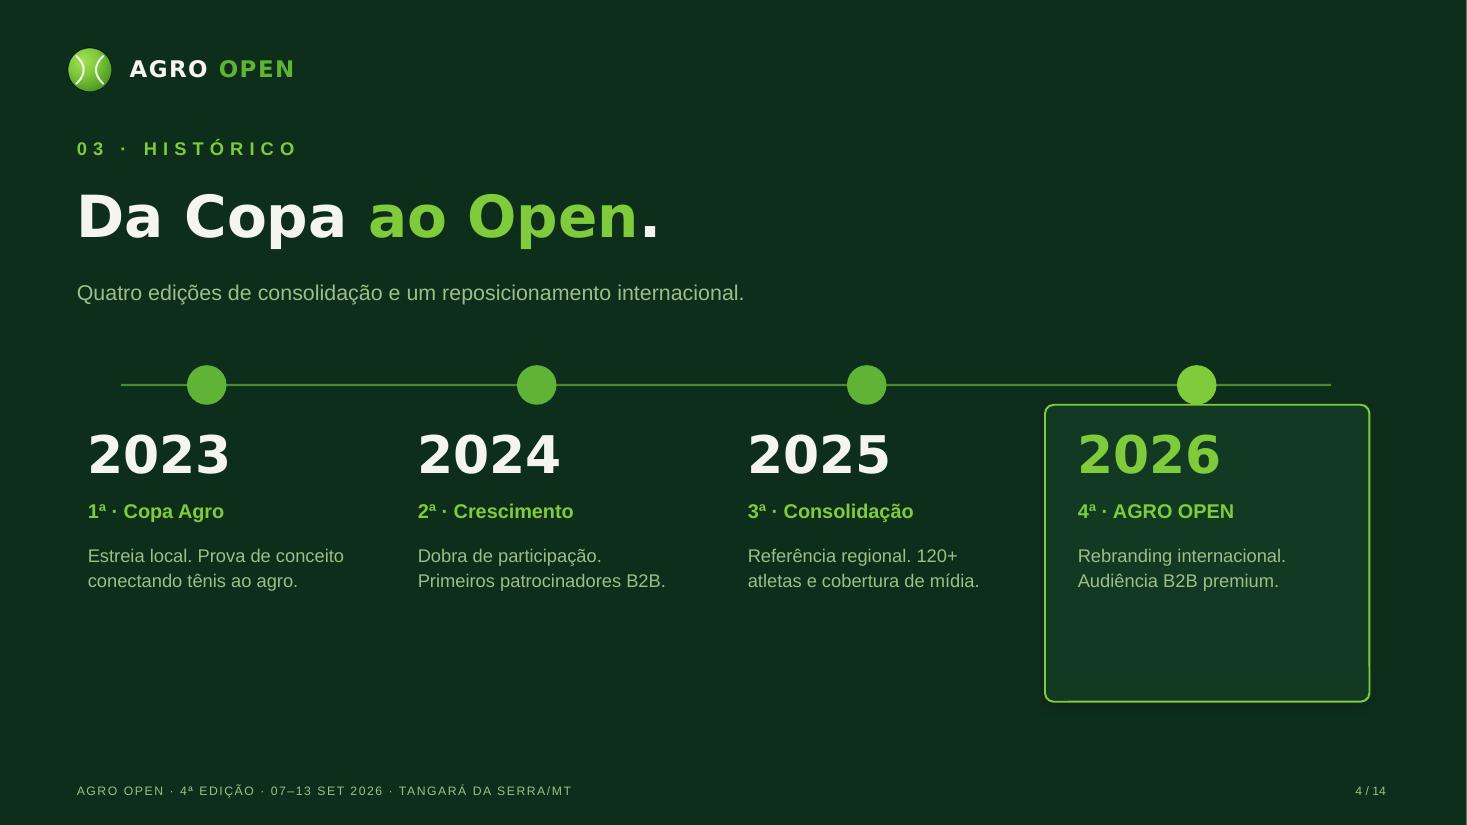 AGRO OPEN
03 · HISTÓRICO
Da Copa ao Open.
Quatro edições de consolidação e um reposicionamento internacional.
2023
1ª · Copa Agro
Estreia local. Prova de conceito
conectando tênis ao agro.
2024
2ª · Crescimento
Dobra de participação.
Primeiros patrocinadores B2B.
2025
3ª · Consolidação
Referência regional. 120+
atletas e cobertura de mídia.
2026
4ª · AGRO OPEN
Rebranding internacional.
Audiência B2B premium.
AGRO OPEN · 4ª EDIÇÃO · 07–13 SET 2026 · TANGARÁ DA SERRA/MT
4 / 14